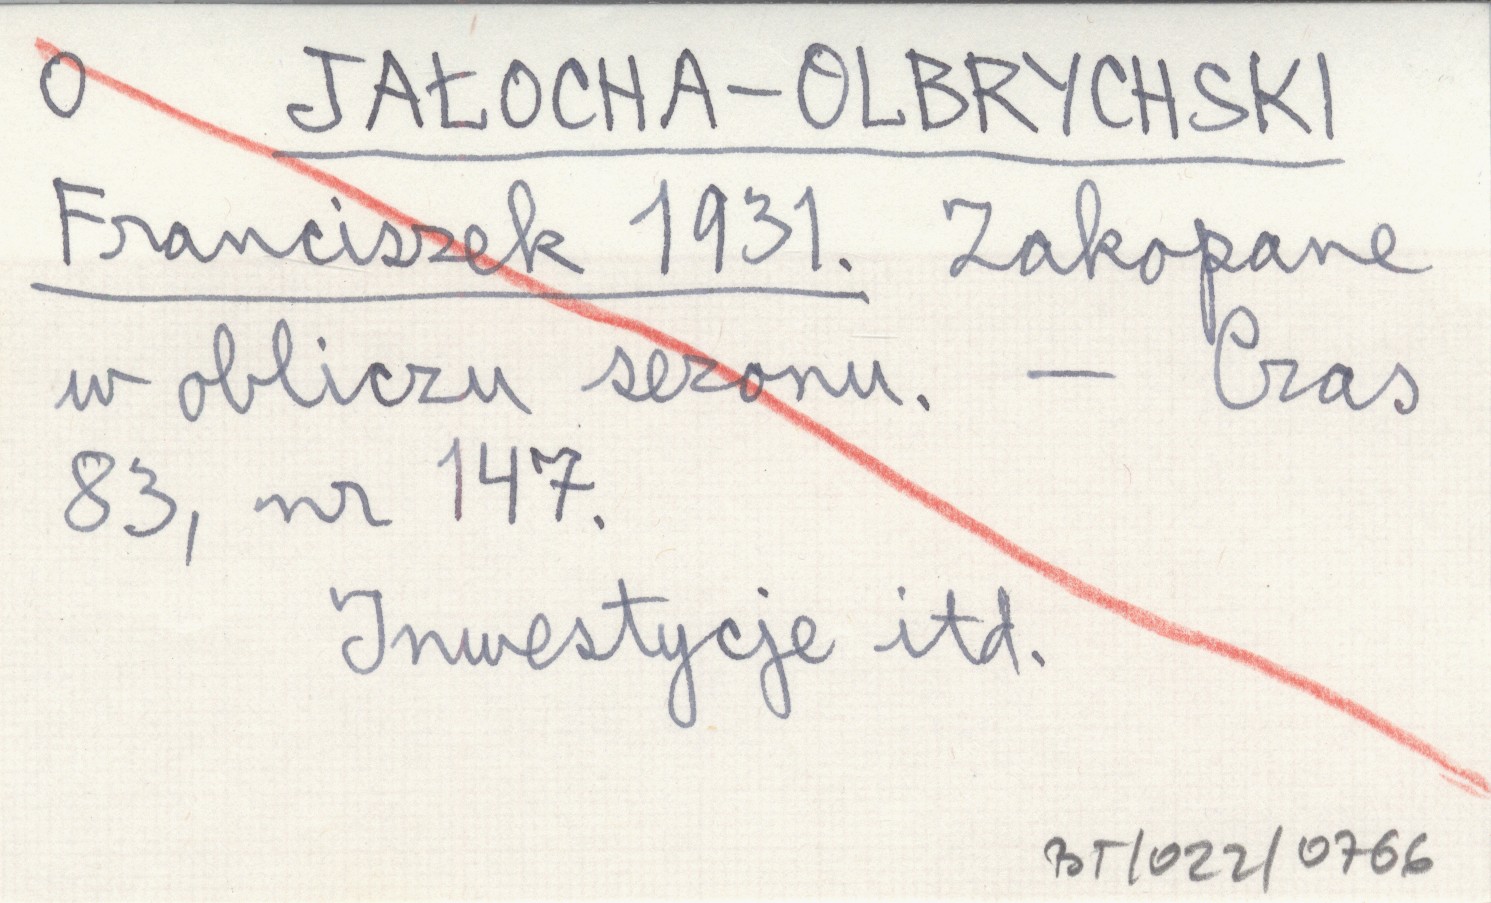 O JAŁOCHA-OLBRYCHSKI
Franciszek 1931. Zakopane
w obliczu sezonu. — Czas
83, nr 147.
Inwestycje itd.
BT/022/0766